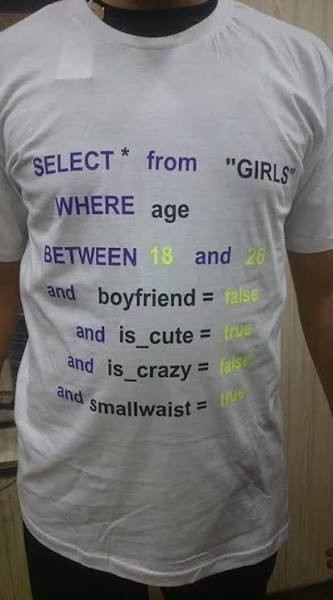 SELECT * from "GIRLS"
WHERE age
BETWEEN 18 and 26
and boyfriend = false
and is_cute = true
and is_crazy = false
and smallwaist = true